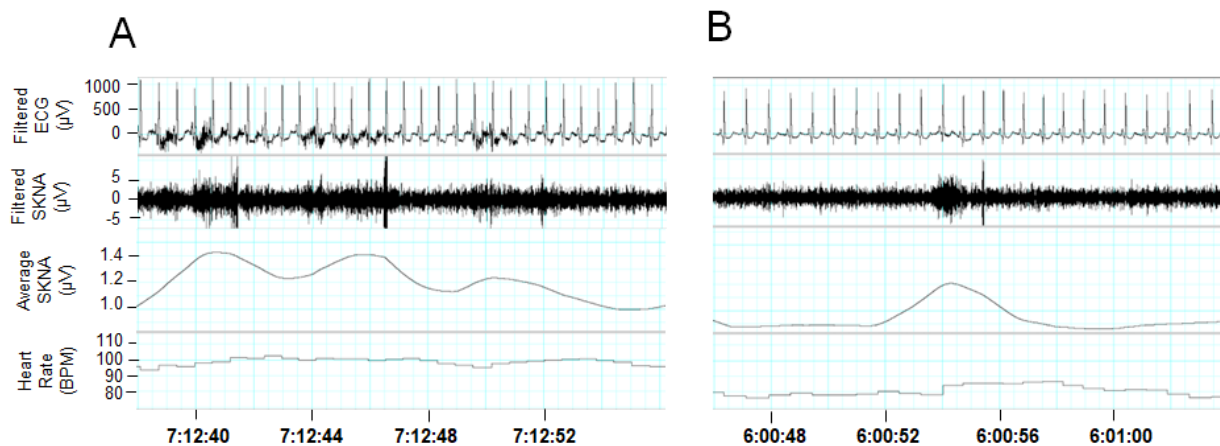 A
B
Filtered
ECG
(µV)
1000
500
0
Filtered
SKNA
(µV)
5
0
-5
Average
SKNA
(µV)
1.4
1.2
1.0
Heart
Rate
(BPM)
110
100
90
80
7:12:40 7:12:44 7:12:48 7:12:52
6:00:48 6:00:52 6:00:56 6:01:00